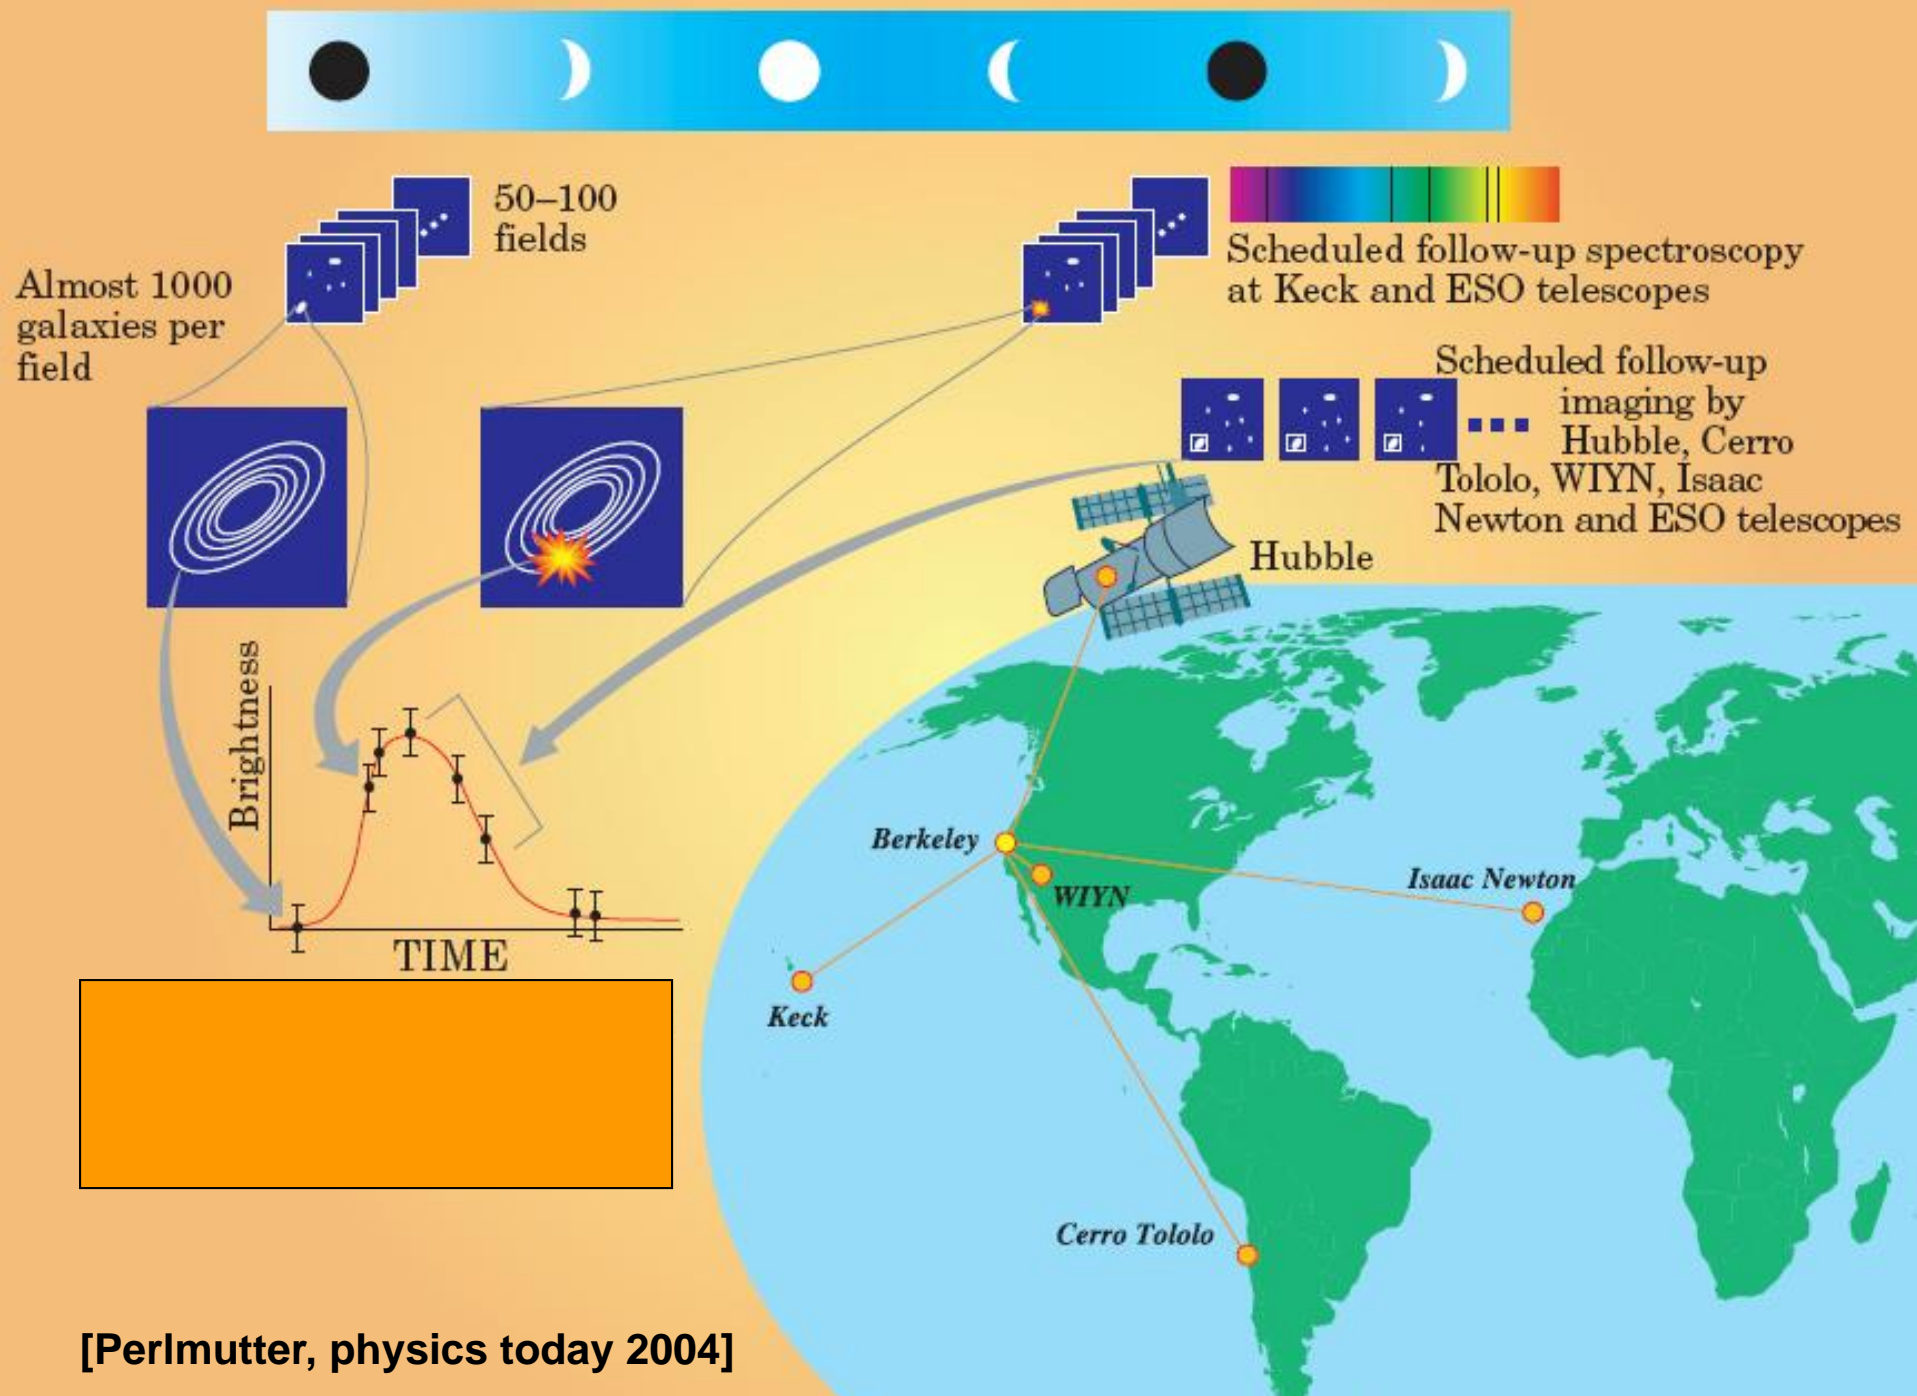 50–100
fields
Almost 1000
galaxies per
field
Scheduled follow-up spectroscopy
at Keck and ESO telescopes
Scheduled follow-up
imaging by
Hubble, Cerro
Tololo, WIYN, Isaac
Newton and ESO telescopes
Hubble
Brightness
TIME
Berkeley
WIYN
Isaac Newton
Keck
Cerro Tololo
[Perlmutter, physics today 2004]